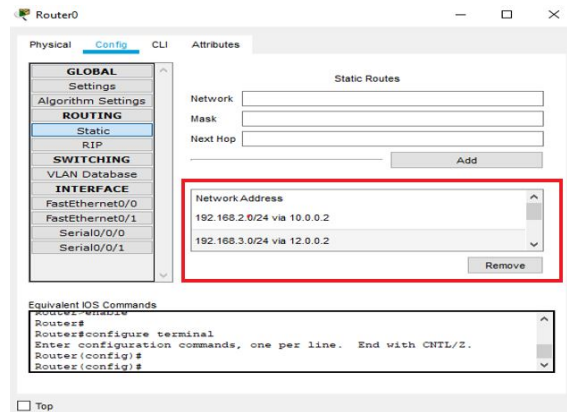 Router0
Physical Config CLI Attributes
GLOBAL
Settings
Algorithm Settings
ROUTING
Static
RIP
SWITCHING
VLAN Database
INTERFACE
FastEthernet0/0
FastEthernet0/1
Serial0/0/0
Serial0/0/1
Static Routes
Network
Mask
Next Hop
Add
Network Address
192.168.2.0/24 via 10.0.0.2
192.168.3.0/24 via 12.0.0.2
Remove
Equivalent IOS Commands
Router>enable
Router#
Router#configure terminal
Enter configuration commands, one per line. End with CNTL/Z.
Router(config)#
Router(config)#
Top